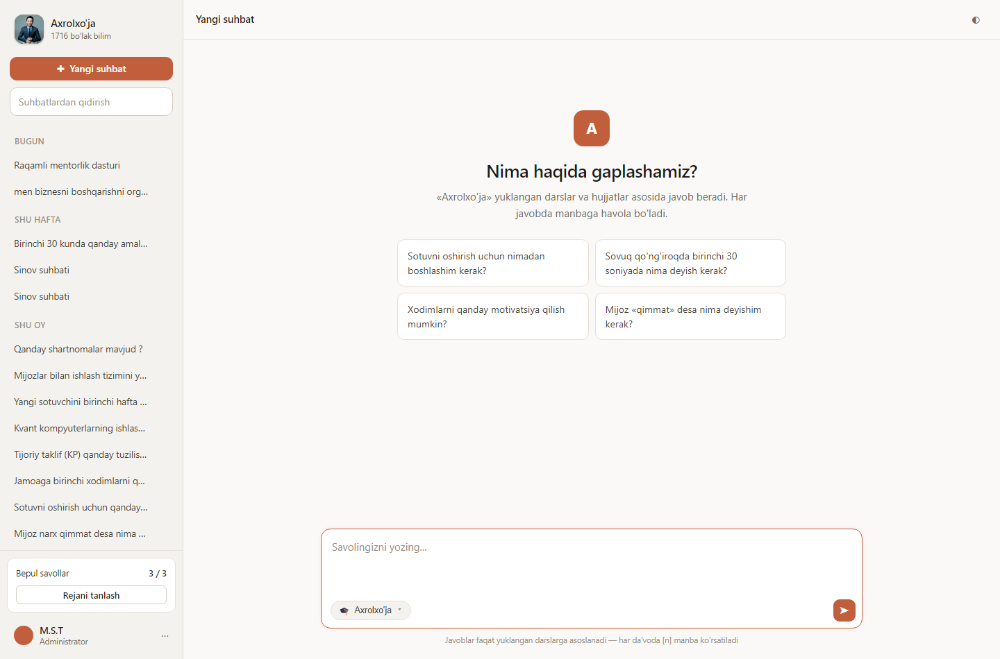 Axrolxo'ja
1716 bo'lak bilim
+ Yangi suhbat
Suhbatlardan qidirish
BUGUN
Raqamli mentorlik dasturi
men biznesni boshqarishni org...
SHU HAFTA
Birinchi 30 kunda qanday amal...
Sinov suhbati
Sinov suhbati
SHU OY
Qanday shartnomalar mavjud ?
Mijozlar bilan ishlash tizimini y...
Yangi sotuvchini birinchi hafta ...
Kvant kompyuterlarning ishlas...
Tijoriy taklif (KP) qanday tuzilis...
Jamoaga birinchi xodimlarni q...
Sotuvni oshirish uchun qanday...
Mijoz narx qimmat desa nima ...
Bepul savollar 3 / 3
Rejani tanlash
M.S.T
Administrator
...
Yangi suhbat
A
Nima haqida gaplashamiz?
«Axrolxo'ja» yuklangan darslar va hujjatlar asosida javob beradi. Har
javobda manbaga havola bo'ladi.
Sotuvni oshirish uchun nimadan
boshlashim kerak?
Sovuq qo'ng'iroqda birinchi 30
soniyada nima deyish kerak?
Xodimlarni qanday motivatsiya qilish
mumkin?
Mijoz «qimmat» desa nima deyishim
kerak?
Savolingizni yozing...
Axrolxo'ja
Javoblar faqat yuklangan darslarga asoslanadi — har da'voda [n] manba ko'rsatiladi